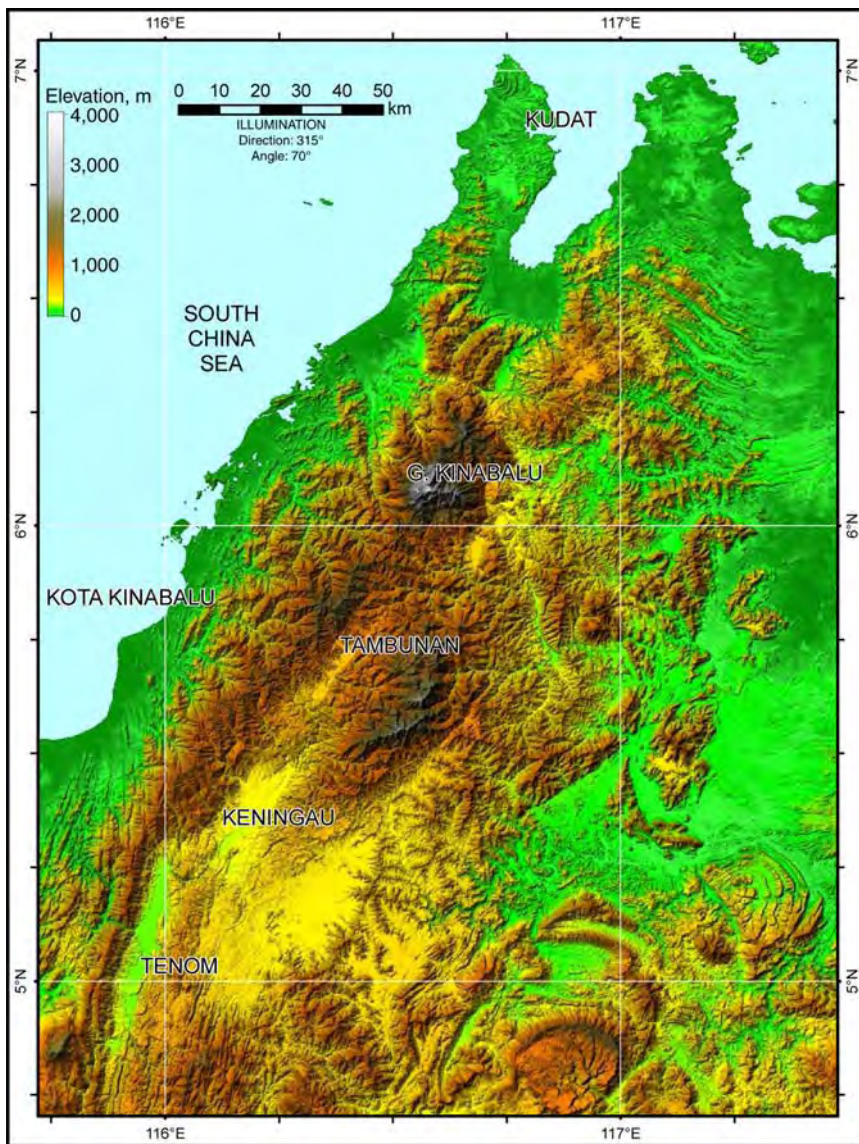 116°E
117°E
7°N
7°N
Elevation, m
4,000
3,000
2,000
1,000
0
0 10 20 30 40 50
km
ILLUMINATION
Direction: 315°
Angle: 70°
KUDAT
SOUTH
CHINA
SEA
G. KINABALU
6°N
6°N
KOTA KINABALU
TAMBUNAN
KENINGAU
TENOM
5°N
5°N
116°E
117°E